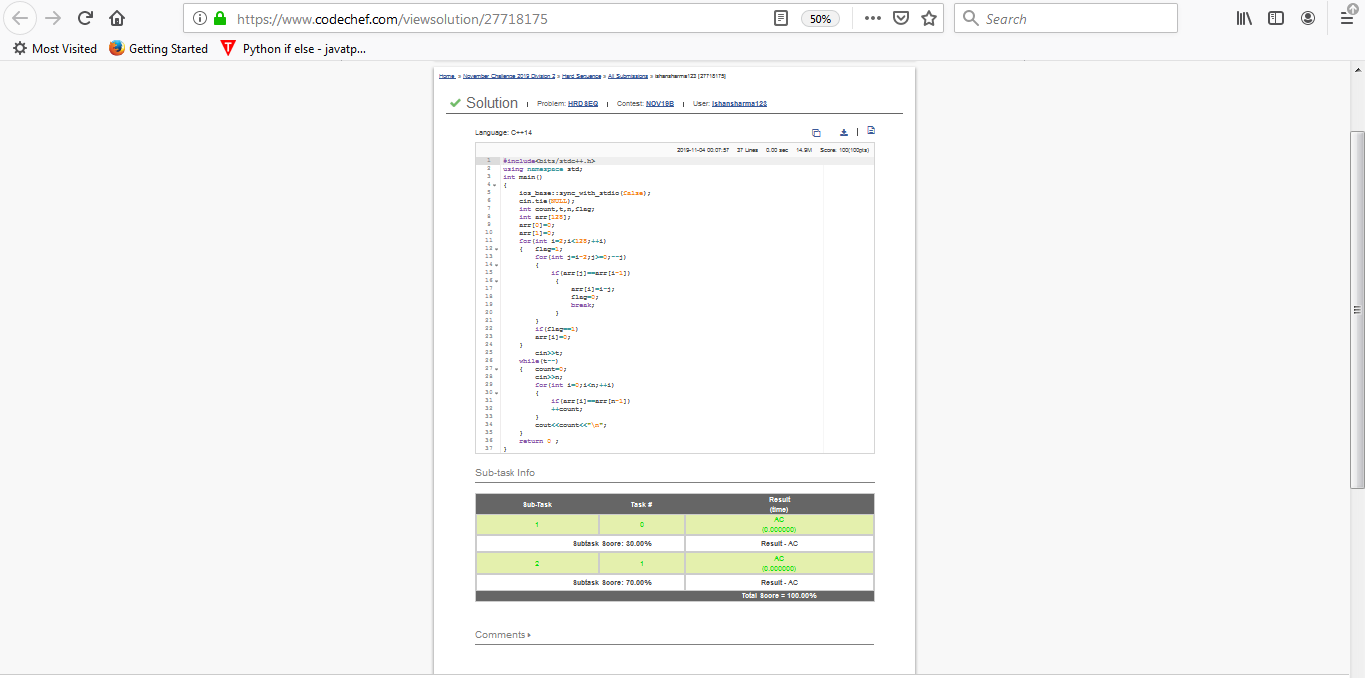 https://www.codechef.com/viewsolution/27718175
50%
Search
Most Visited
Getting Started
Python if else - javatp...
Home » November Challenge 2019 Division 2 » Hard Sequence » All Submissions » ishansharma123 [27718175]
Solution | Problem: HRDSEQ | Contest: NOV19B | User: ishansharma123
Language: C++14
2019-11-04 00:07:57 37 Lines 0.00 sec 14.9M Score: 100(100pts)
1 #include<bits/stdc++.h>
2 using namespace std;
3 int main()
4 {
5 ios_base::sync_with_stdio(false);
6 cin.tie(NULL);
7 int count,t,n,flag;
8 int arr[128];
9 arr[0]=0;
10 arr[1]=0;
11 for(int i=2;i<128;++i)
12 { flag=1;
13 for(int j=i-2;j>=0;--j)
14 {
15 if(arr[j]==arr[i-1])
16 {
17 arr[i]=i-j-1;
18 flag=0;
19 break;
20 }
21 }
22 if(flag==1)
23 arr[i]=0;
24 }
25 cin>>t;
26 while(t--)
27 { count=0;
28 cin>>n;
29 for(int i=0;i<n;++i)
30 {
31 if(arr[i]==arr[n-1])
32 ++count;
33 }
34 cout<<count<<"\n";
35 }
36 return 0 ;
37 }
Sub-task Info
Sub-Task Task # Result
(time)
1 0 AC
(0.000000)
Subtask Score: 30.00% Result - AC
2 1 AC
(0.000000)
Subtask Score: 70.00% Result - AC
Total Score = 100.00%
Comments